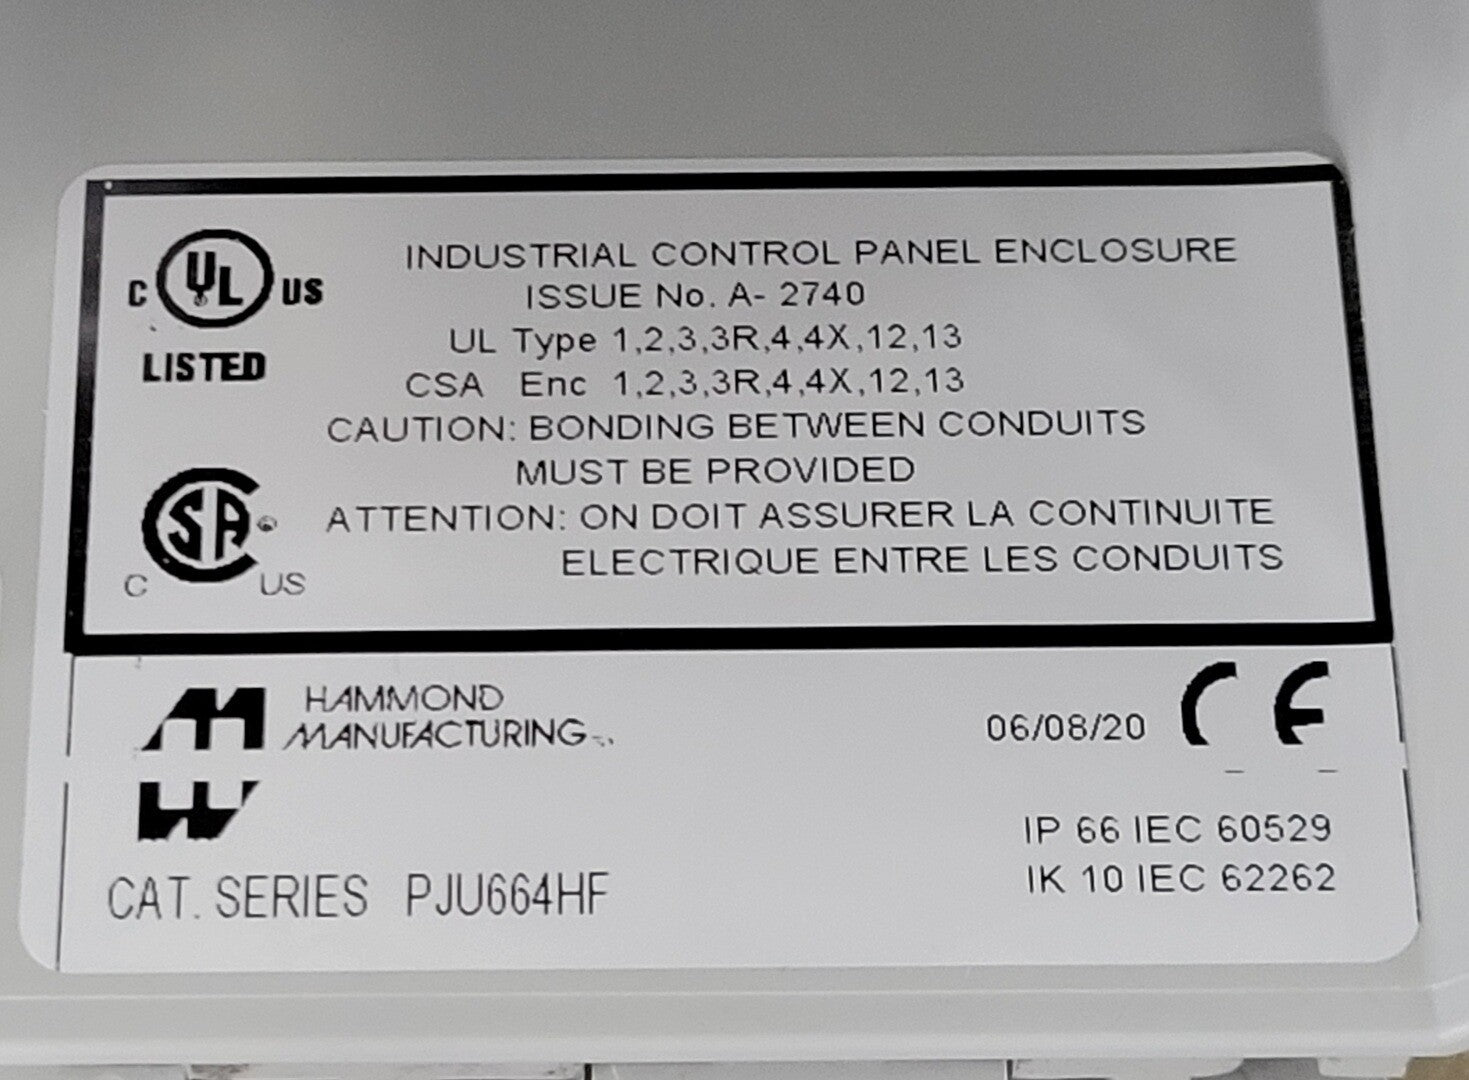 C UL US
LISTED
INDUSTRIAL CONTROL PANEL ENCLOSURE
ISSUE No. A- 2740
UL Type 1,2,3,3R,4,4X,12,13
CSA Enc 1,2,3,3R,4,4X,12,13
CAUTION: BONDING BETWEEN CONDUITS
MUST BE PROVIDED
ATTENTION: ON DOIT ASSURER LA CONTINUITE
ELECTRIQUE ENTRE LES CONDUITS
CSA ®
C US
HAMMOND
MANUFACTURING
06/08/20 CE
IP 66 IEC 60529
IK 10 IEC 62262
CAT. SERIES PJU664HF